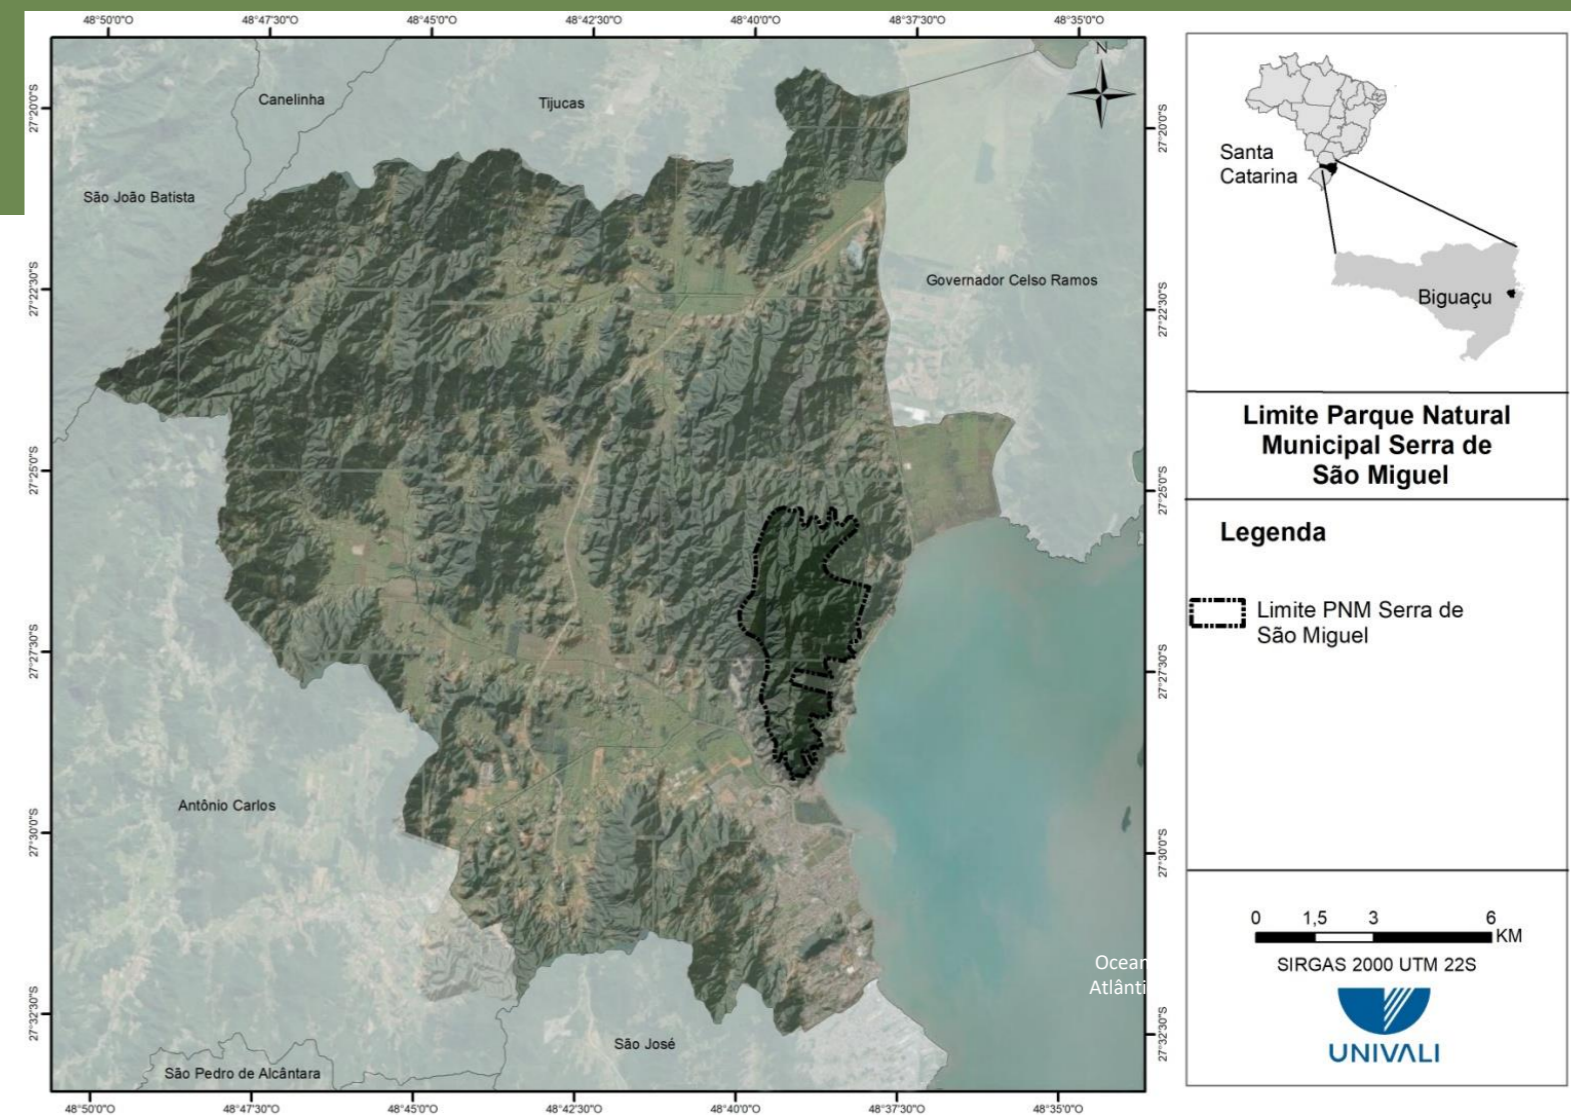 48°50'0"O
48°47'30"O
48°45'0"O
48°42'30"O
48°40'0"O
48°37'30"O
48°35'0"O
27°20'0"S
27°22'30"S
27°25'0"S
27°27'30"S
27°30'0"S
27°32'30"S
N
Canelinha
Tijucas
São João Batista
Governador Celso Ramos
Antônio Carlos
São José
São Pedro de Alcântara
Ocean
Atlânti
27°20'0"S
27°22'30"S
27°25'0"S
27°27'30"S
27°30'0"S
27°32'30"S
48°50'0"O
48°47'30"O
48°45'0"O
48°42'30"O
48°40'0"O
48°37'30"O
48°35'0"O
Santa
Catarina
Biguaçu
Limite Parque Natural
Municipal Serra de
São Miguel
Legenda
Limite PNM Serra de
São Miguel
0 1,5 3 6
KM
SIRGAS 2000 UTM 22S
UNIVALI